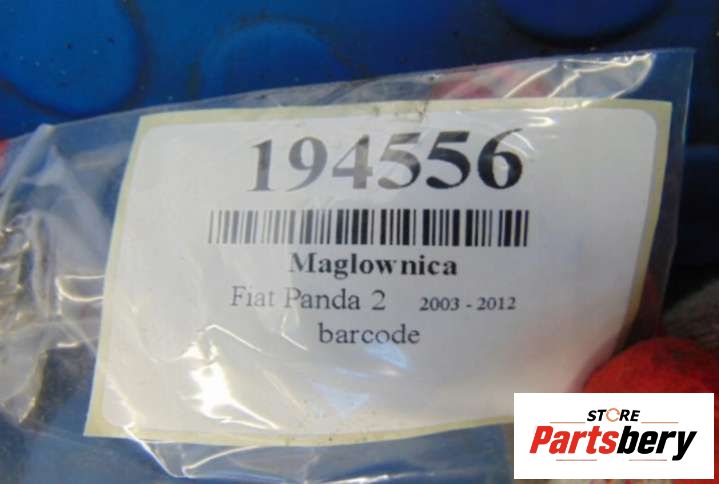 194556
Maglownica
Fiat Panda 2 2003 - 2012
barcode
STORE
Partsbery